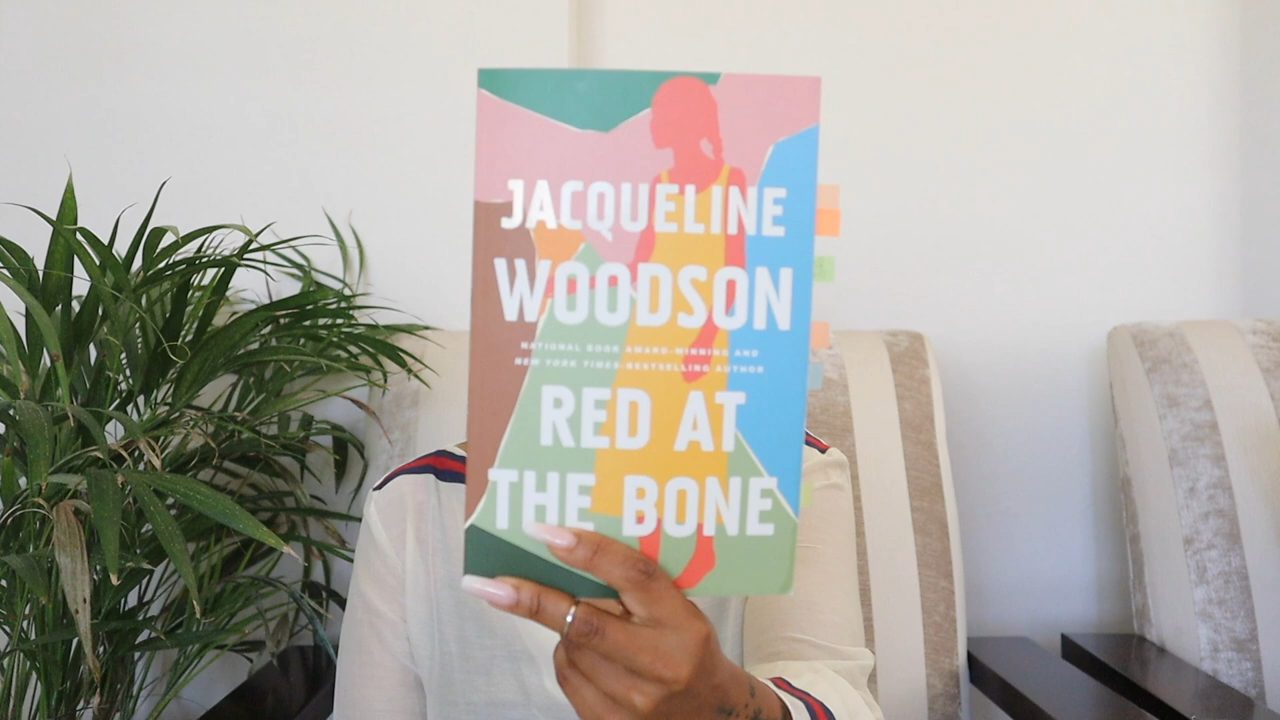 JACQUELINE
WOODSON
NATIONAL BOOK AWARD–WINNING AND
NEW YORK TIMES BESTSELLING AUTHOR
RED AT
THE BONE